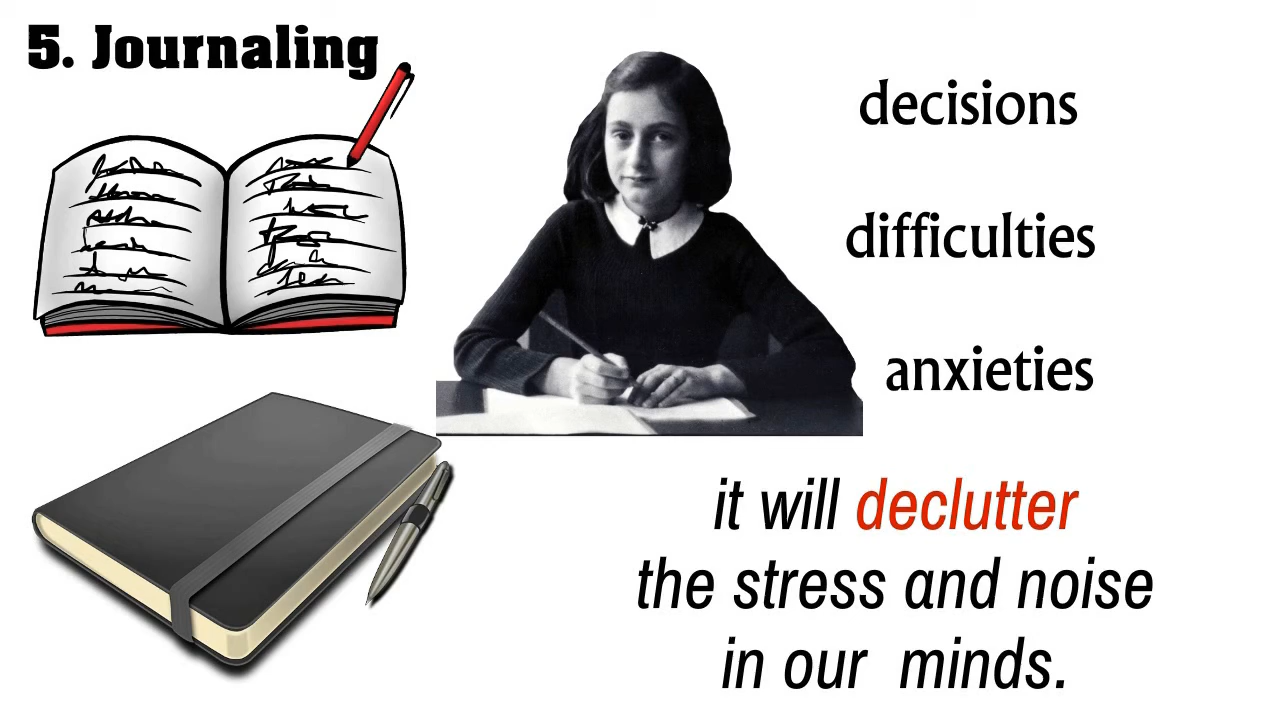 5. Journaling
decisions
difficulties
anxieties
it will declutter
the stress and noise
in our minds.